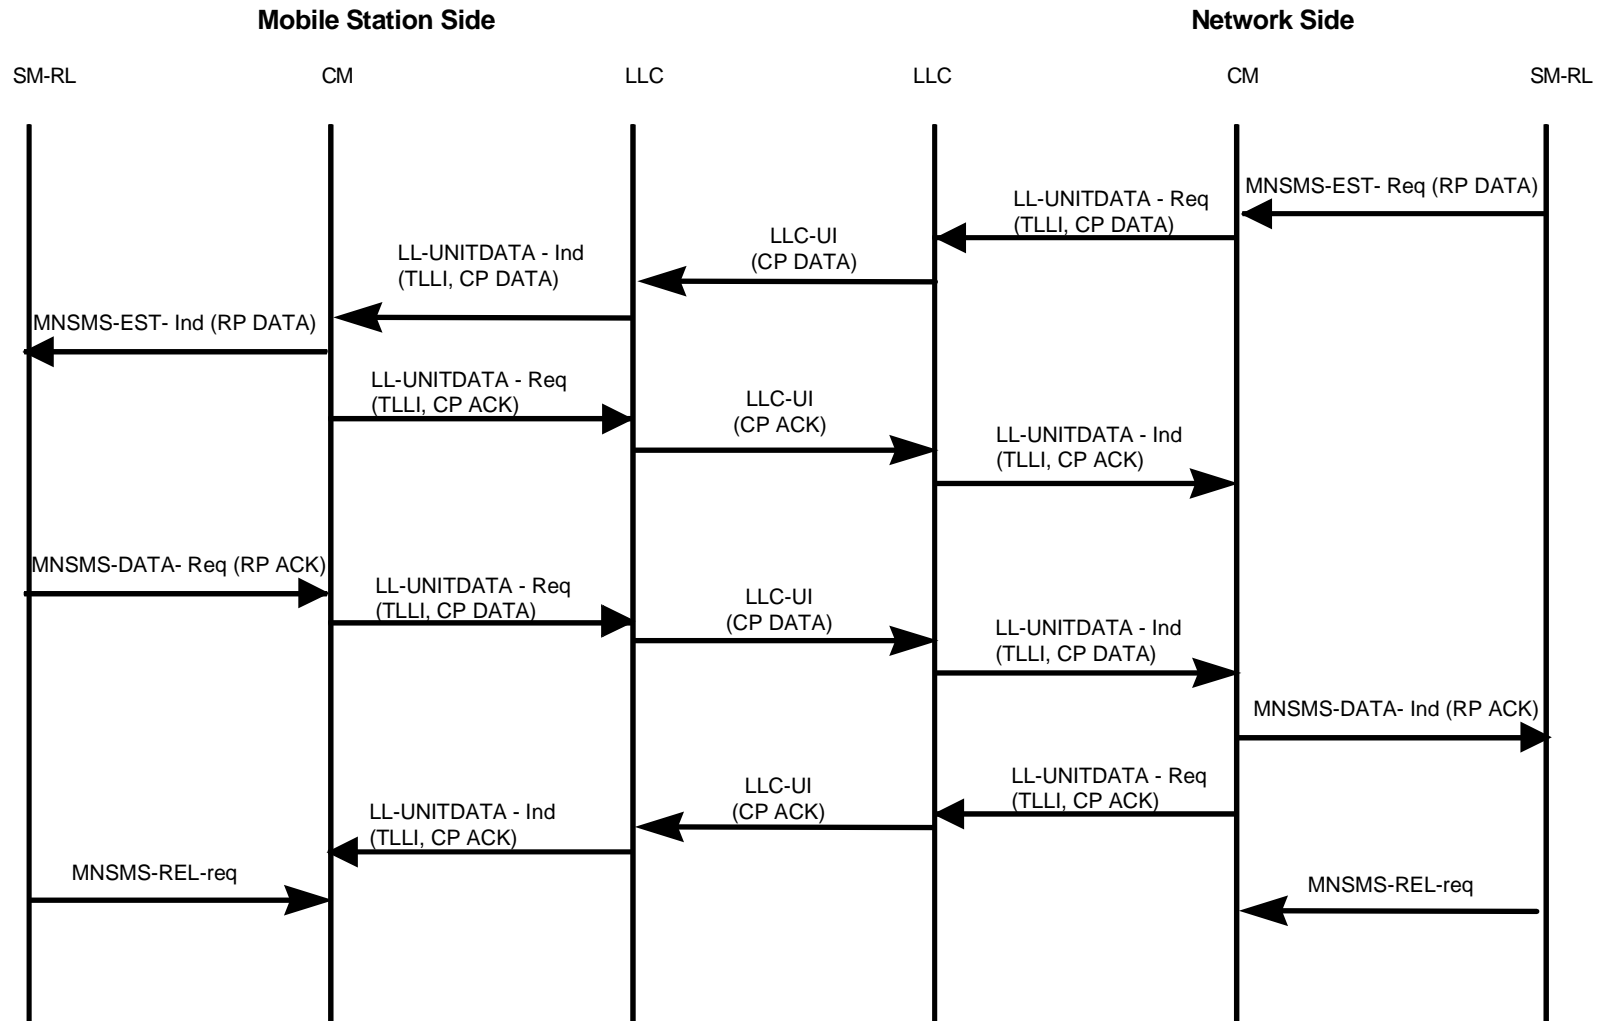 Mobile Station Side
Network Side
SM-RL
CM
LLC
LLC
CM
SM-RL
MNSMS-EST- Req (RP DATA)
LL-UNITDATA - Req
(TLLI, CP DATA)
LLC-UI
(CP DATA)
LL-UNITDATA - Ind
(TLLI, CP DATA)
MNSMS-EST- Ind (RP DATA)
LL-UNITDATA - Req
(TLLI, CP ACK)
LLC-UI
(CP ACK)
LL-UNITDATA - Ind
(TLLI, CP ACK)
MNSMS-DATA- Req (RP ACK)
LL-UNITDATA - Req
(TLLI, CP DATA)
LLC-UI
(CP DATA)
LL-UNITDATA - Ind
(TLLI, CP DATA)
MNSMS-DATA- Ind (RP ACK)
LL-UNITDATA - Req
(TLLI, CP ACK)
LLC-UI
(CP ACK)
LL-UNITDATA - Ind
(TLLI, CP ACK)
MNSMS-REL-req
MNSMS-REL-req